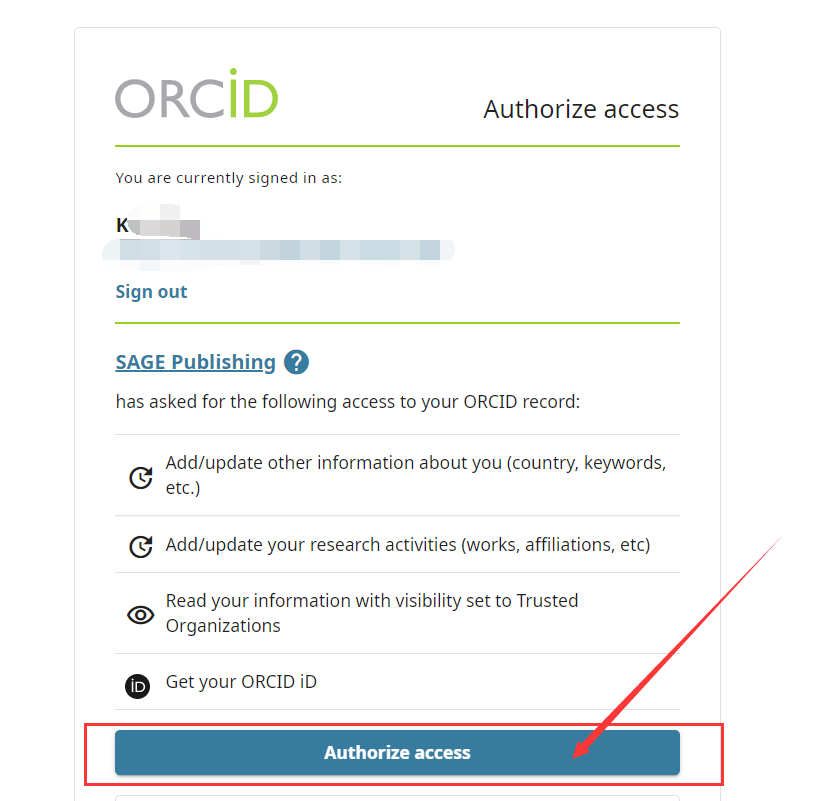 ORCID
Authorize access
You are currently signed in as:
K
Sign out
SAGE Publishing ?
has asked for the following access to your ORCID record:
Add/update other information about you (country, keywords,
etc.)
Add/update your research activities (works, affiliations, etc)
Read your information with visibility set to Trusted
Organizations
iD Get your ORCID iD
Authorize access